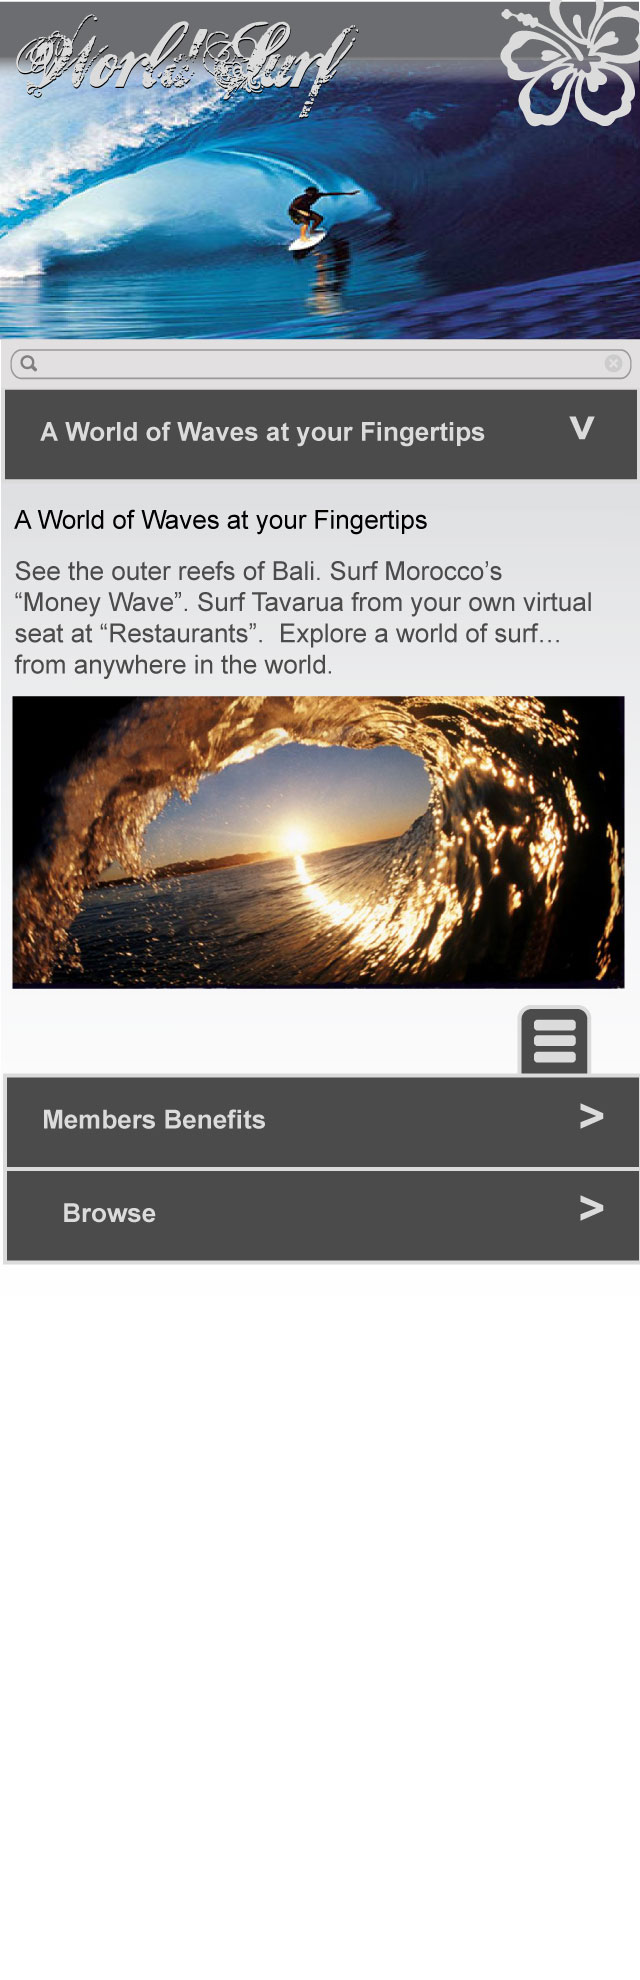 World Surf
A World of Waves at your Fingertips V
A World of Waves at your Fingertips
See the outer reefs of Bali. Surf Morocco’s
“Money Wave”. Surf Tavarua from your own virtual
seat at “Restaurants”.  Explore a world of surf...
from anywhere in the world.
Members Benefits >
Browse >